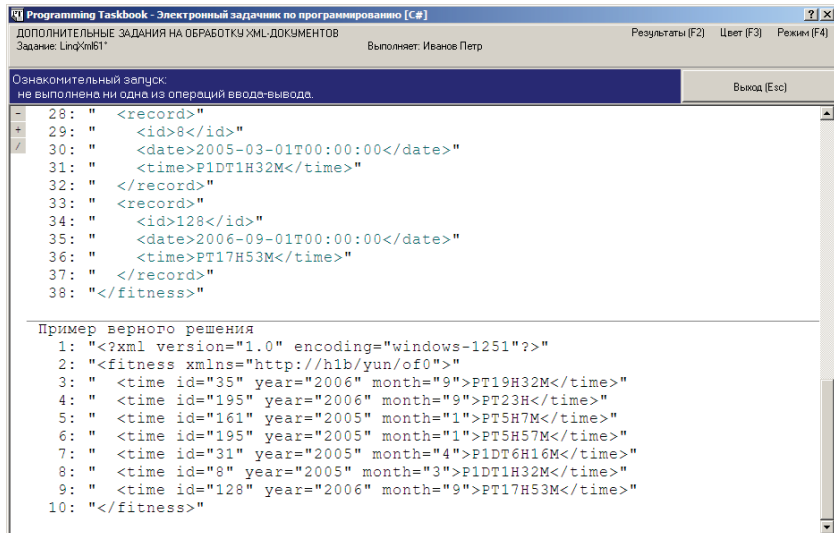 Programming Taskbook - Электронный задачник по программированию [C#]
ДОПОЛНИТЕЛЬНЫЕ ЗАДАНИЯ НА ОБРАБОТКУ XML-ДОКУМЕНТОВ
Результаты (F2) Цвет (F3) Режим (F4)
Задание: LinqXml61* Выполняет: Иванов Петр
Ознакомительный запуск:
не выполнена ни одна из операций ввода-вывода.
Выход (Esc)
28: "  <record>"
29: "    <id>8</id>"
30: "    <date>2005-03-01T00:00:00</date>"
31: "    <time>P1DT1H32M</time>"
32: "  </record>"
33: "  <record>"
34: "    <id>128</id>"
35: "    <date>2006-09-01T00:00:00</date>"
36: "    <time>PT17H53M</time>"
37: "  </record>"
38: "</fitness>"
Пример верного решения
1: "<?xml version="1.0" encoding="windows-1251"?>"
2: "<fitness xmlns="http://h1b/yun/of0">"
3: "  <time id="35" year="2006" month="9">PT19H32M</time>"
4: "  <time id="195" year="2006" month="9">PT23H</time>"
5: "  <time id="161" year="2005" month="1">PT5H7M</time>"
6: "  <time id="195" year="2005" month="1">PT5H57M</time>"
7: "  <time id="31" year="2005" month="4">P1DT6H16M</time>"
8: "  <time id="8" year="2005" month="3">P1DT1H32M</time>"
9: "  <time id="128" year="2006" month="9">PT17H53M</time>"
10: "</fitness>"